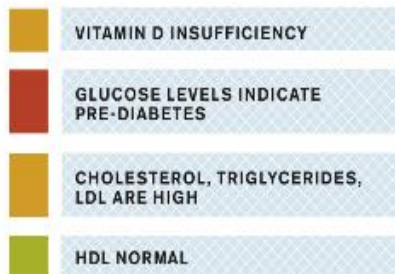 VITAMIN D INSUFFICIENCY
GLUCOSE LEVELS INDICATE
PRE-DIABETES
CHOLESTEROL, TRIGLYCERIDES,
LDL ARE HIGH
HDL NORMAL